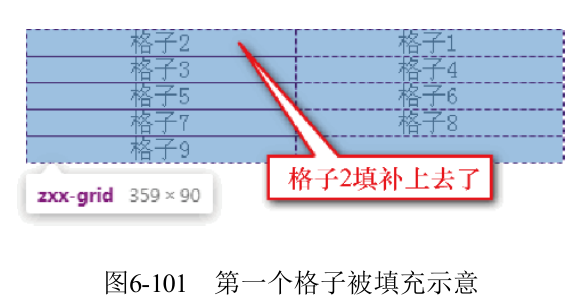 格子2 格子1
格子3 格子4
格子5 格子6
格子7 格子8
格子9
格子2填补上去了
zxx-grid 359 × 90
图6-101 第一个格子被填充示意